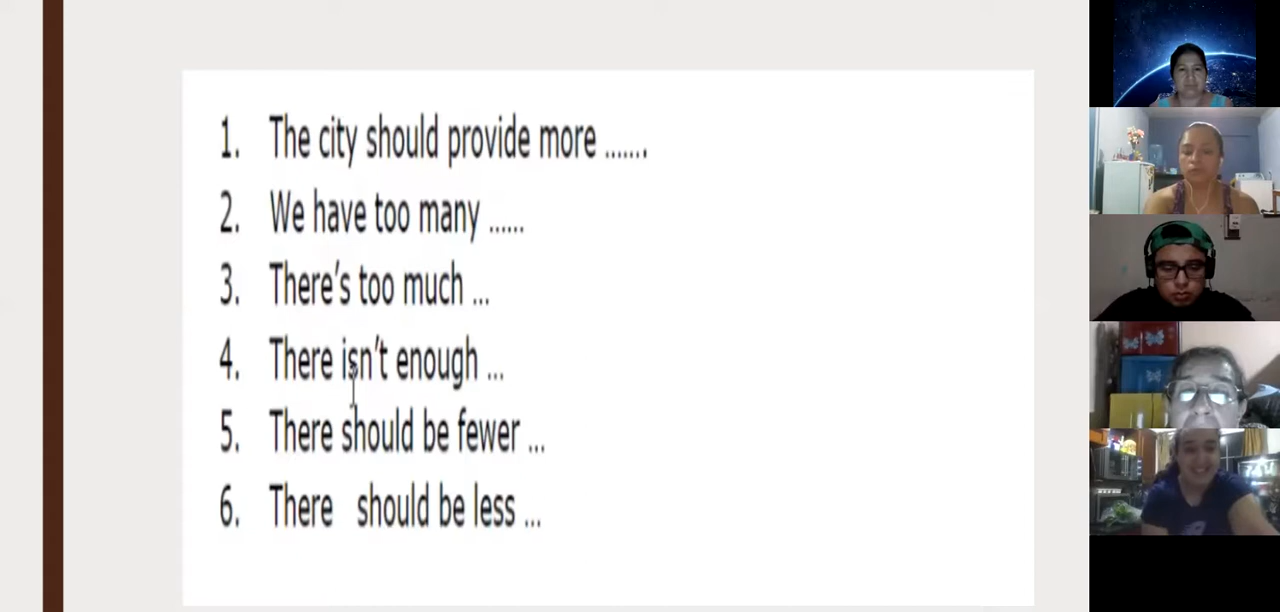 1. The city should provide more .......
2. We have too many ......
3. There's too much ...
4. There isn't enough ...
5. There should be fewer ...
6. There should be less ...